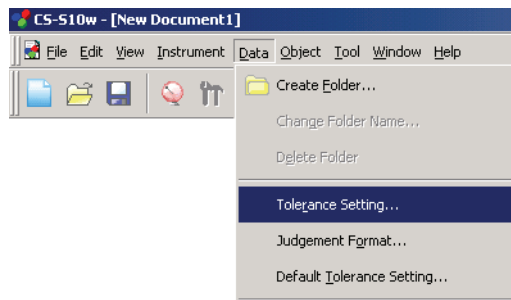 CS-S10w - [New Document1]
File Edit View Instrument Data Object Tool Window Help
Create Folder...
Change Folder Name...
Delete Folder
Tolerance Setting...
Judgement Format...
Default Tolerance Setting...